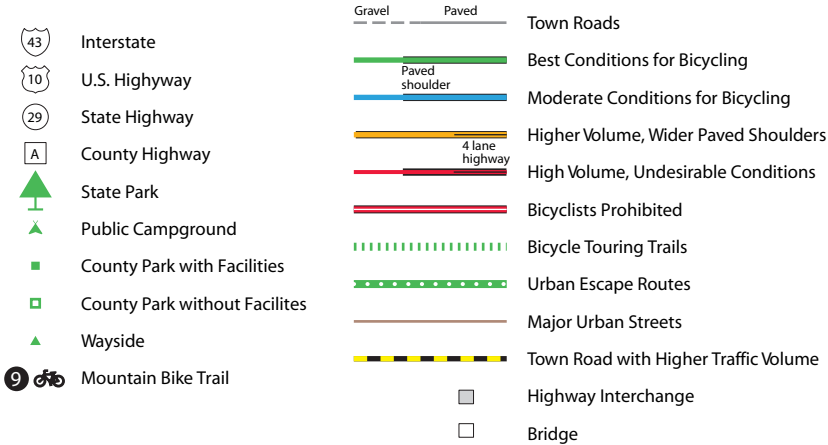 43 Interstate
10 U.S. Highyway
29 State Highway
A County Highway
State Park
Public Campground
County Park with Facilities
County Park without Facilites
Wayside
9 Mountain Bike Trail
Gravel Paved
Town Roads
Best Conditions for Bicycling
Paved
shoulder
Moderate Conditions for Bicycling
Higher Volume, Wider Paved Shoulders
4 lane
highway
High Volume, Undesirable Conditions
Bicyclists Prohibited
Bicycle Touring Trails
Urban Escape Routes
Major Urban Streets
Town Road with Higher Traffic Volume
Highway Interchange
Bridge